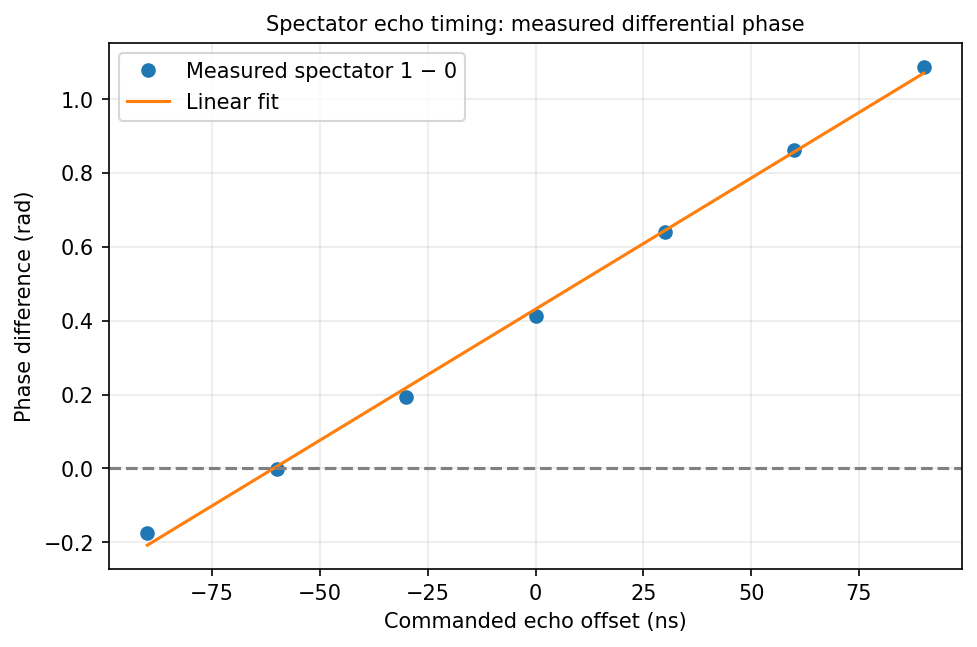 Spectator echo timing: measured differential phase
Measured spectator 1 − 0
Linear fit
Phase difference (rad)
1.0
0.8
0.6
0.4
0.2
0.0
−0.2
−75
−50
−25
0
25
50
75
Commanded echo offset (ns)